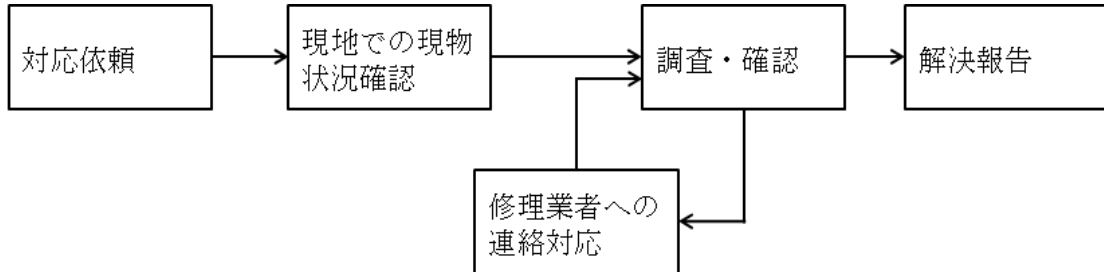 対応依頼
現地での現物
状況確認
調査・確認
解決報告
修理業者への
連絡対応